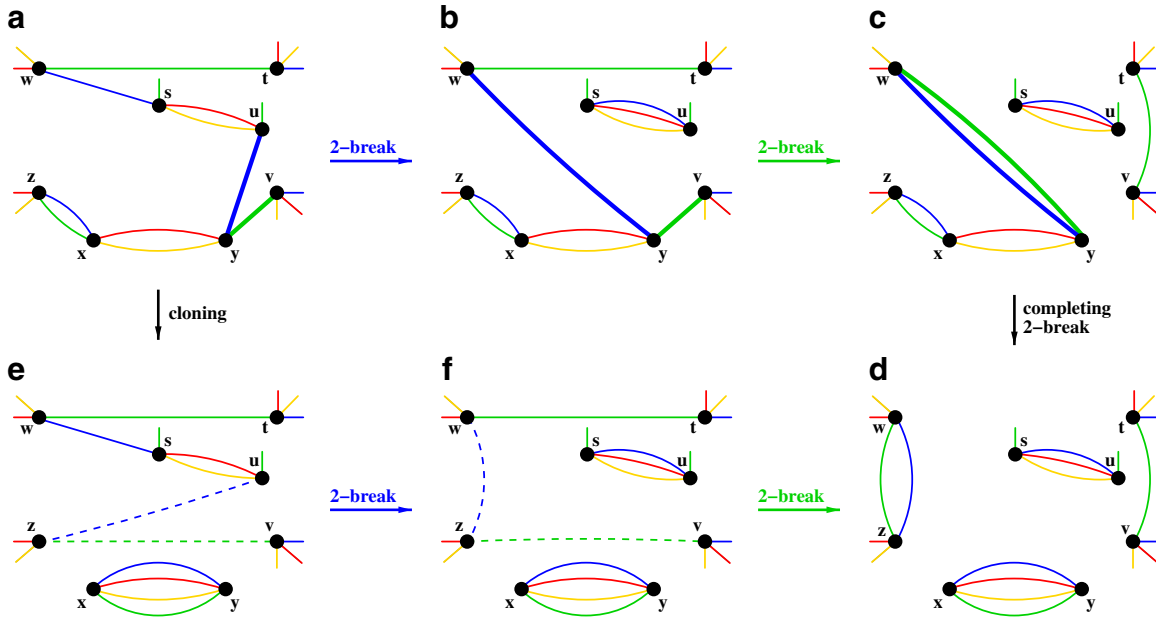 a
b
c
w
t
s
u
z
v
x
y
2−break
w
t
s
u
z
v
x
y
2−break
w
t
s
u
z
v
x
y
cloning
completing
2−break
e
f
d
w
t
s
u
z
v
x
y
2−break
w
t
s
u
z
v
x
y
2−break
w
t
s
u
z
v
x
y